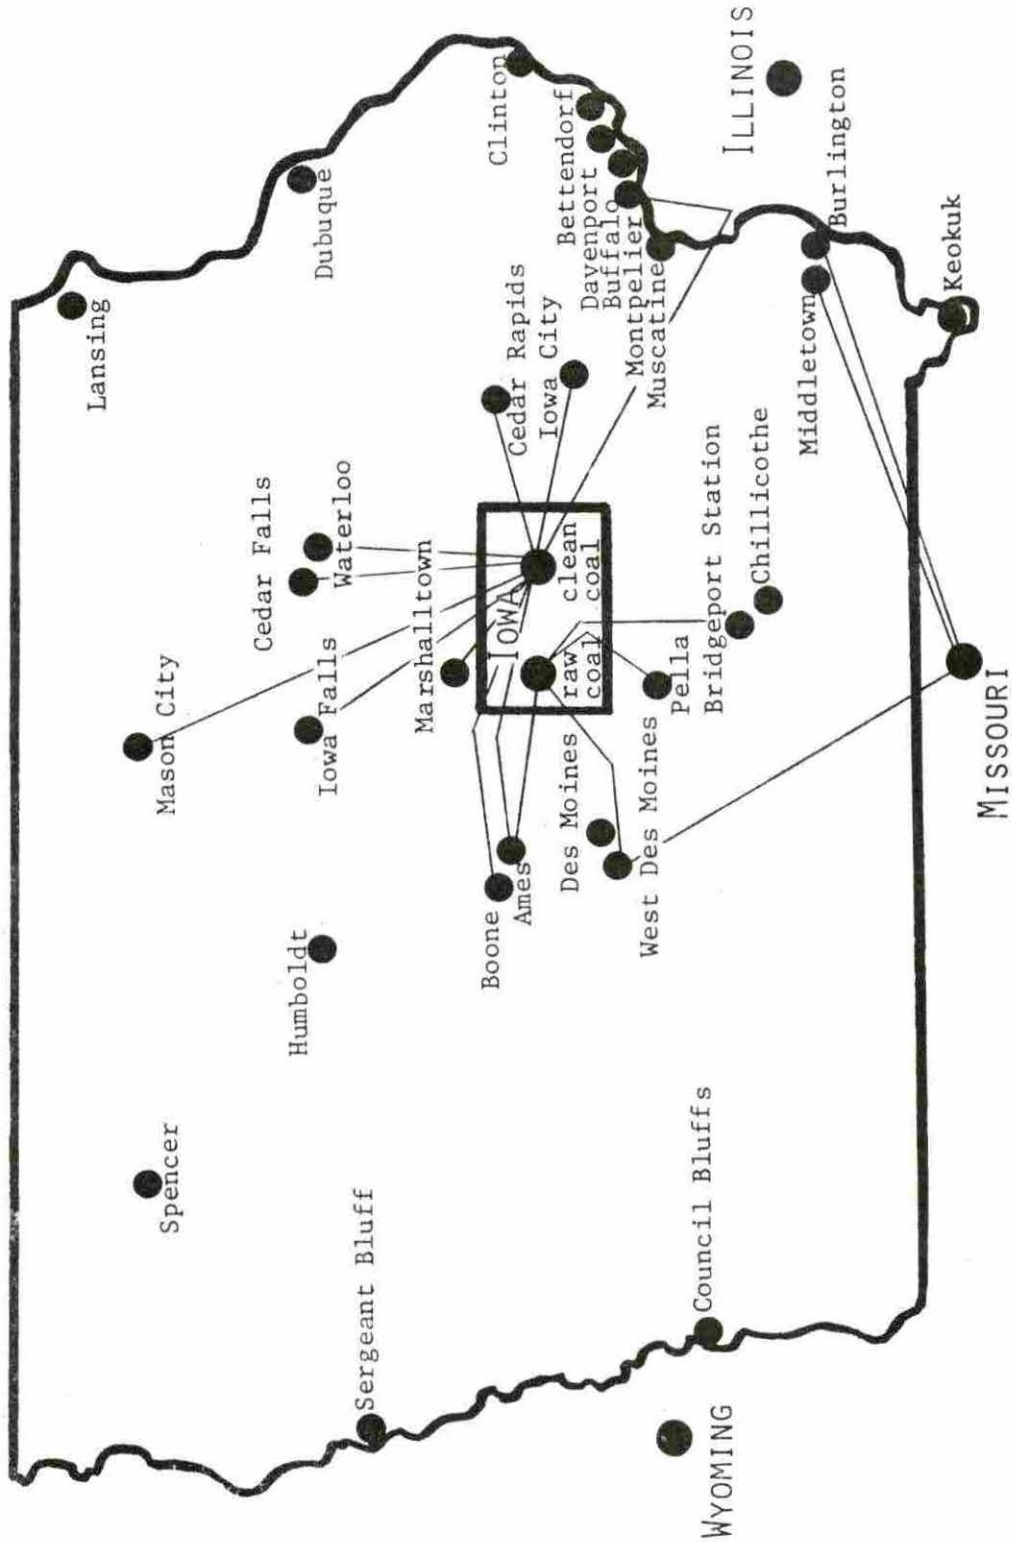 Lansing
Mason City
Spencer
Cedar Falls
Waterloo
Dubuque
Iowa Falls
Humboldt
Sergeant Bluff
Marshalltown
Clinton
Cedar Rapids
Iowa City
Boone
Ames
IOWA
raw coal
clean coal
Bettendorf
Davenport
Buffalo
Montpelier
Muscatine
Des Moines
West Des Moines
Pella
Bridgeport Station
Chillicothe
Council Bluffs
WYOMING
ILLINOIS
Burlington
Middletown
Keokuk
MISSOURI